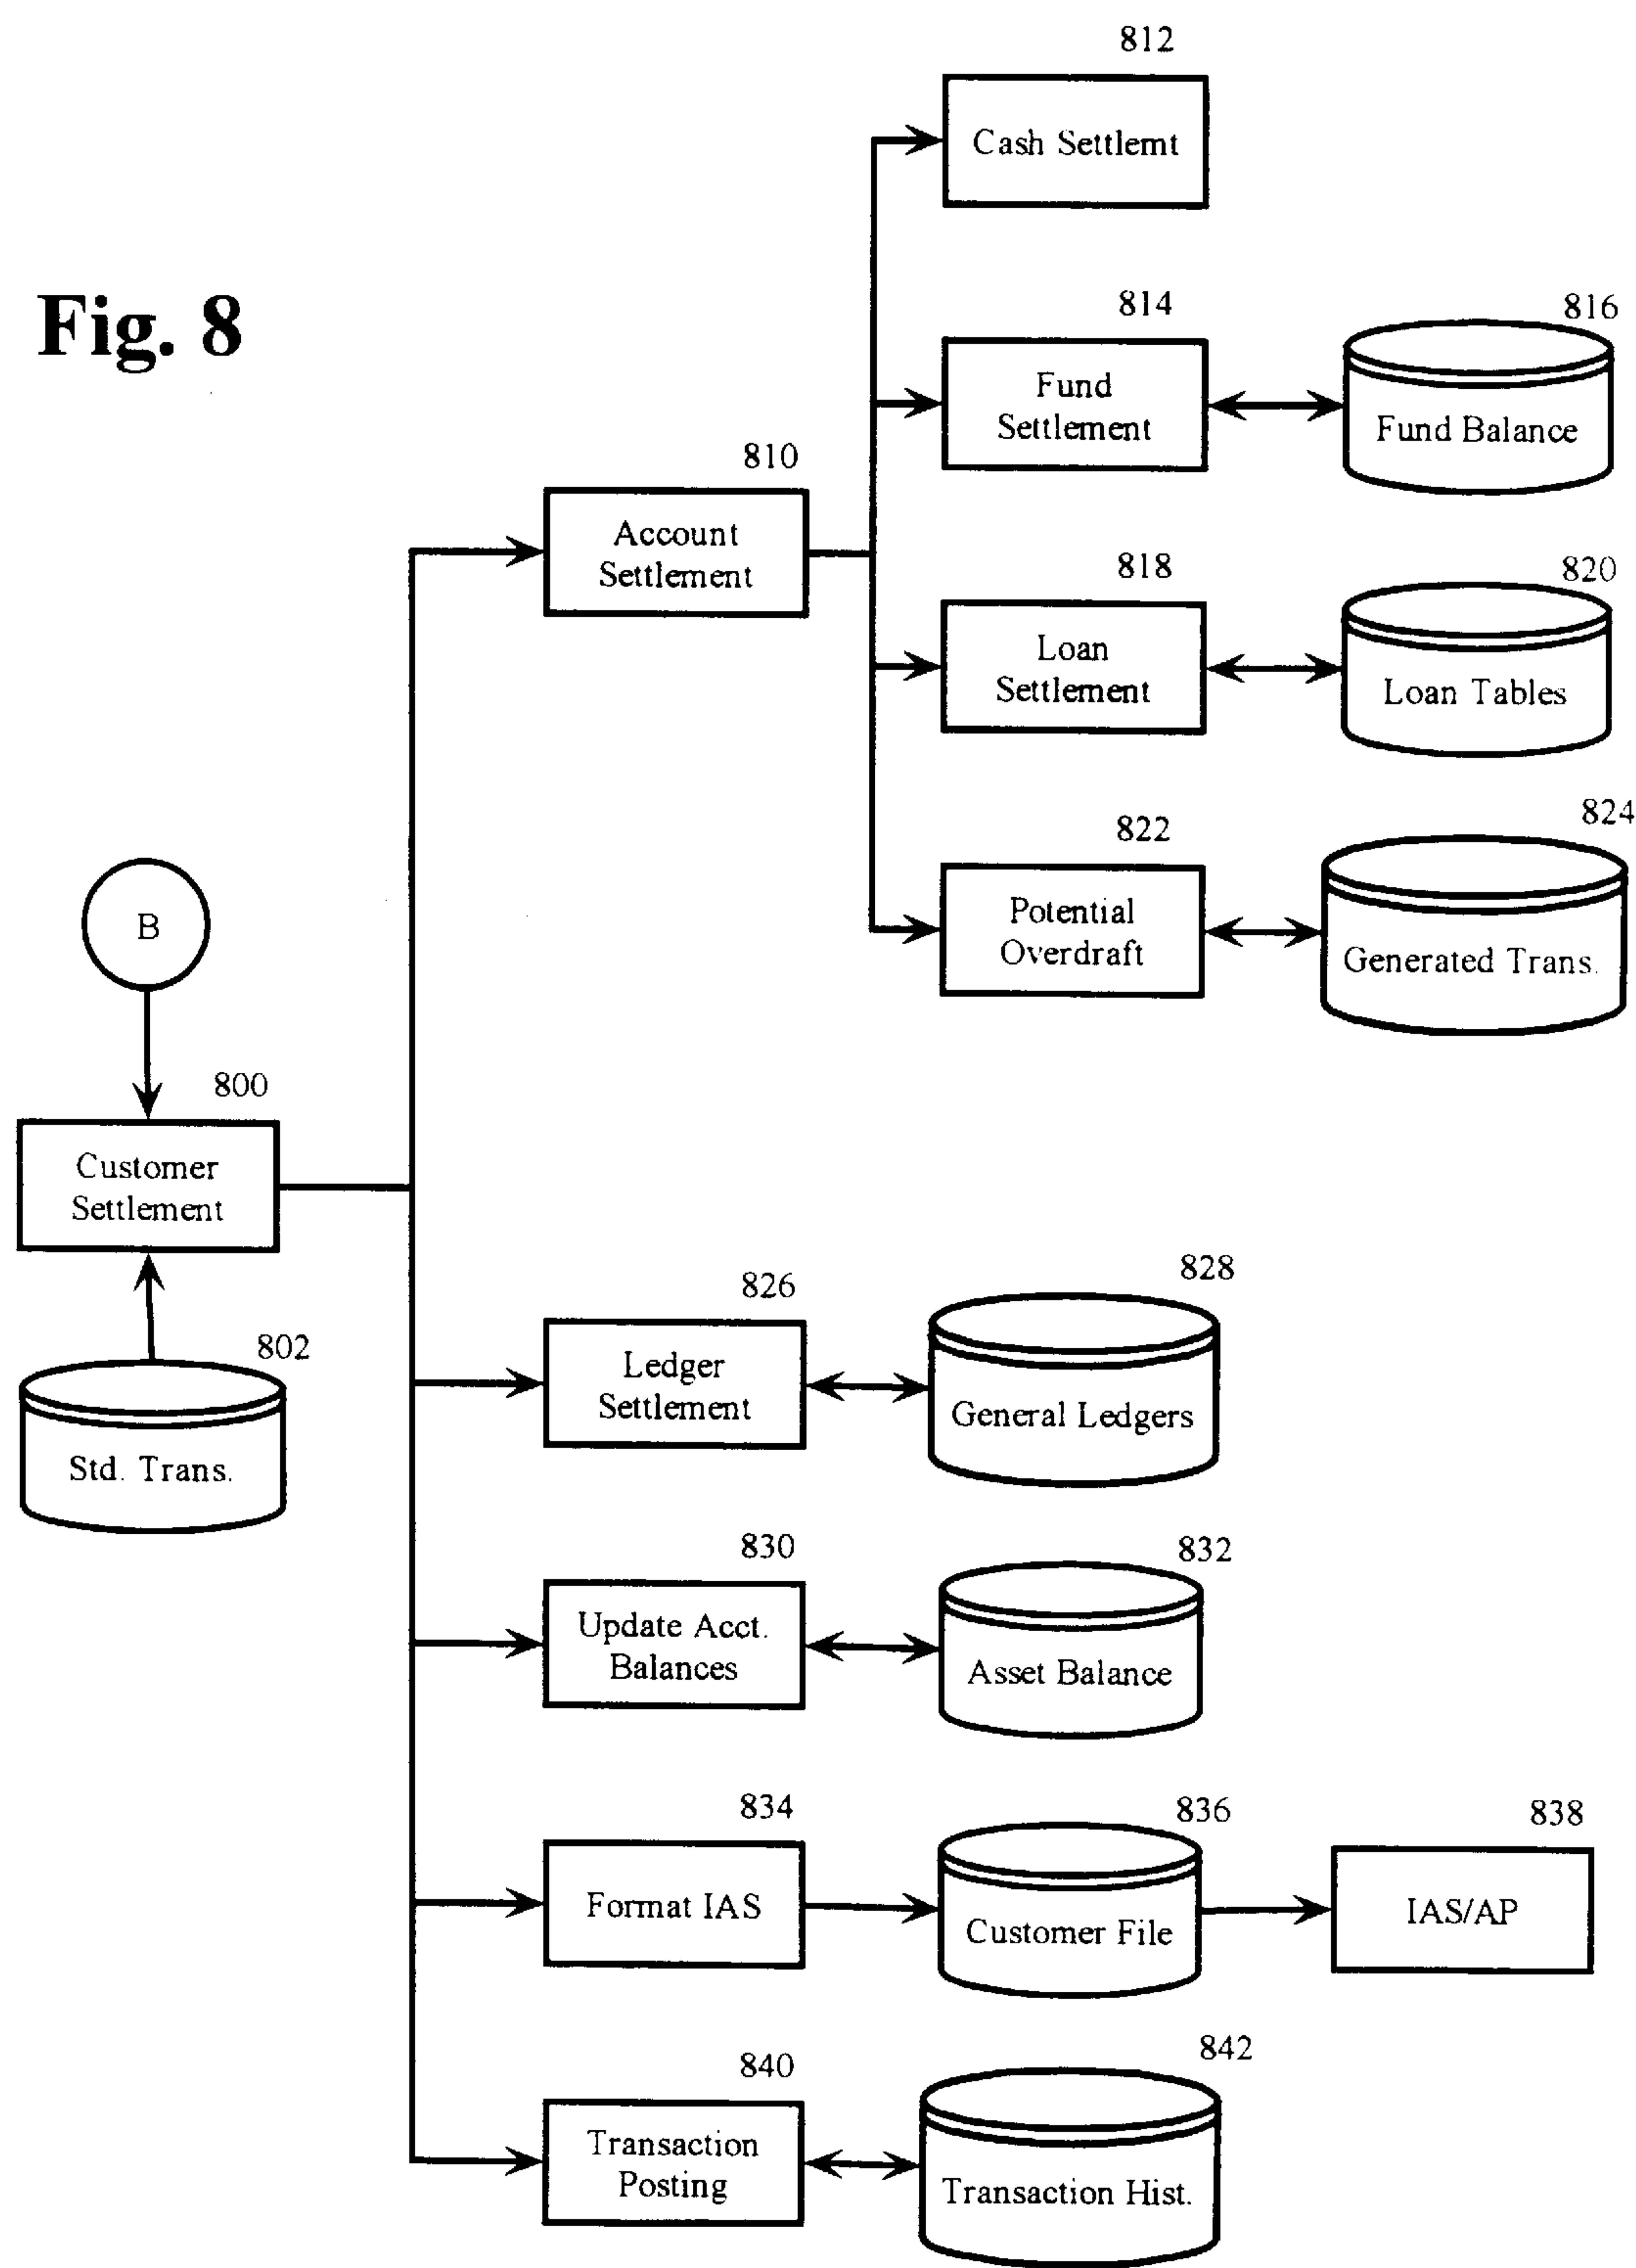 812
Cash Settlemt
Fig. 8
814
816
Fund
Settlement
Fund Balance
810
Account
Settlement
818
820
Loan
Settlement
Loan Tables
822
824
Potential
Overdraft
Generated Trans.
B
800
Customer
Settlement
802
Std. Trans.
826
828
Ledger
Settlement
General Ledgers
830
832
Update Acct.
Balances
Asset Balance
834
836
838
Format IAS
Customer File
IAS/AP
840
842
Transaction
Posting
Transaction Hist.